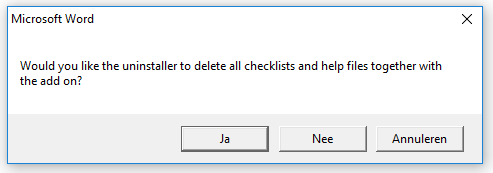 Microsoft Word
Would you like the uninstaller to delete all checklists and help files together with
the add on?
Ja
Nee
Annuleren